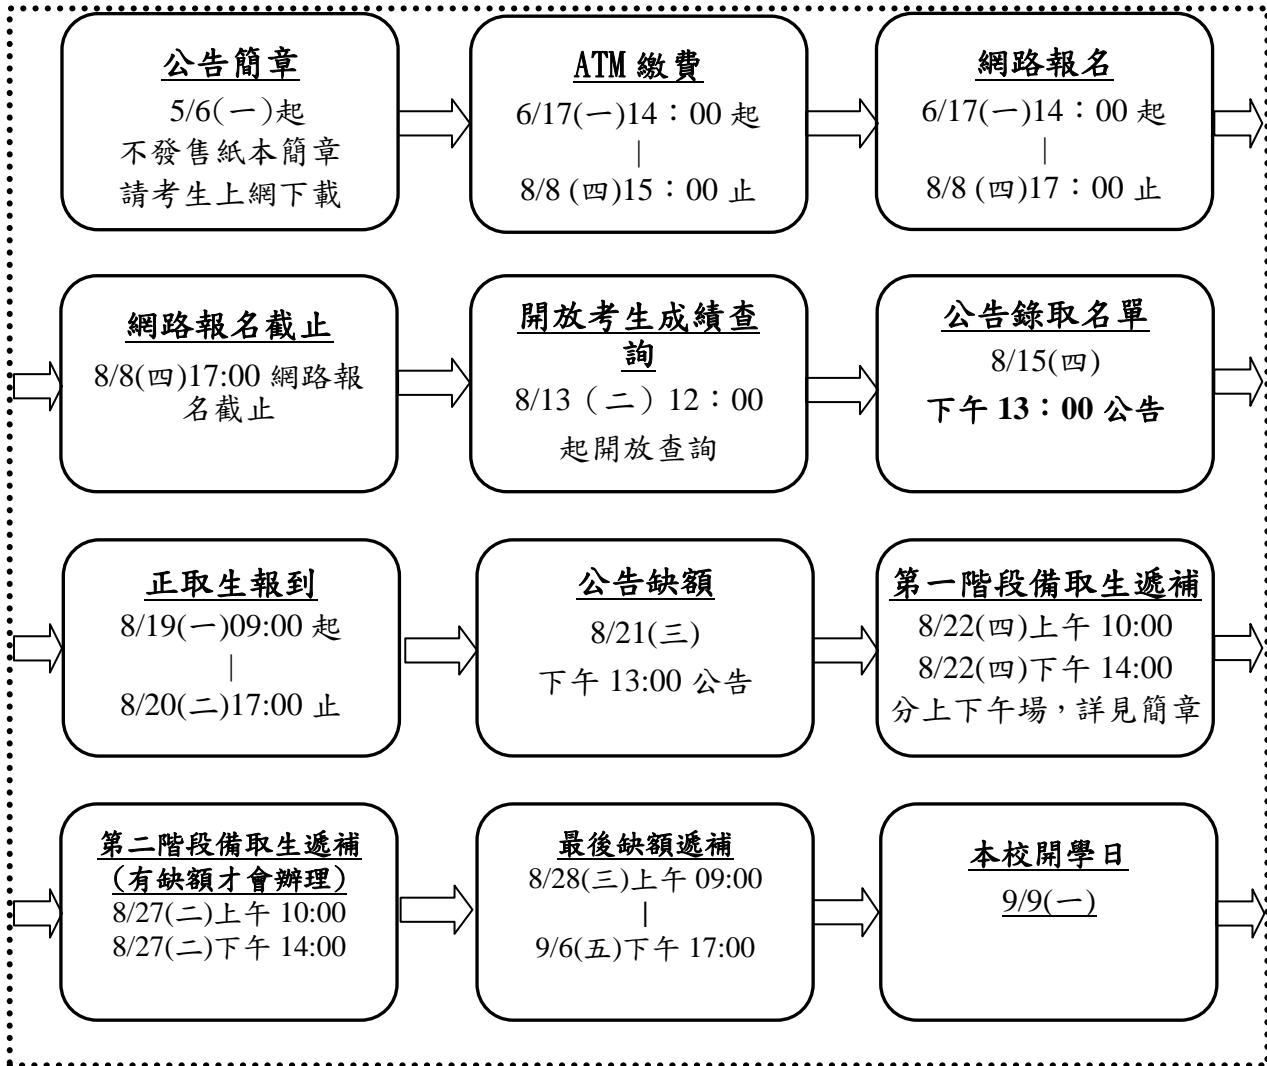 公告簡章
5/6(一)起
不發售紙本簡章
請考生上網下載
ATM 繳費
6/17(一)14：00 起
|
8/8 (四)15：00 止
網路報名
6/17(一)14：00 起
|
8/8 (四)17：00 止
網路報名截止
8/8(四)17:00 網路報
名截止
開放考生成績查
詢
8/13（二）12：00
起開放查詢
公告錄取名單
8/15(四)
下午 13：00 公告
正取生報到
8/19(一)09:00 起
|
8/20(二)17:00 止
公告缺額
8/21(三)
下午 13:00 公告
第一階段備取生遞補
8/22(四)上午 10:00
8/22(四)下午 14:00
分上下午場，詳見簡章
第二階段備取生遞補
(有缺額才會辦理)
8/27(二)上午 10:00
8/27(二)下午 14:00
最後缺額遞補
8/28(三)上午 09:00
|
9/6(五)下午 17:00
本校開學日
9/9(一)